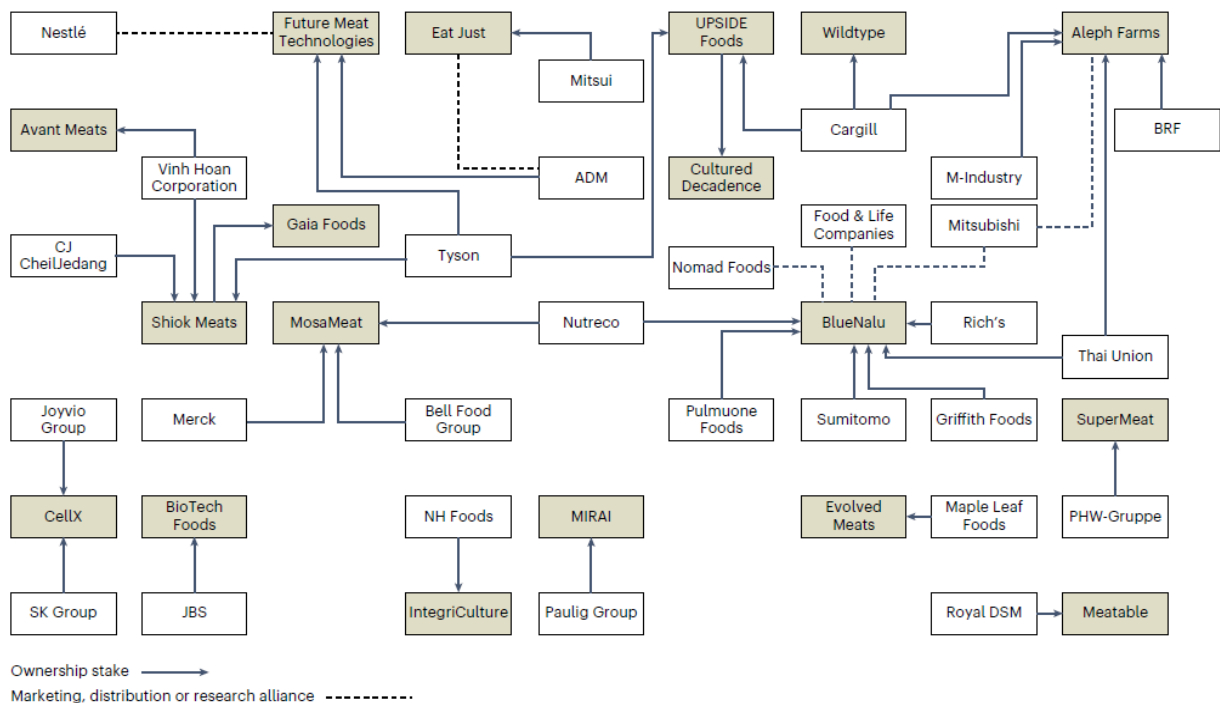 Nestlé
Future Meat
Technologies
Eat Just
UPSIDE
Foods
Wildtype
Aleph Farms
Mitsui
Avant Meats
Cargill
BRF
Vinh Hoan
Corporation
ADM
Cultured
Decadence
M-Industry
Gaia Foods
Food & Life
Companies
Mitsubishi
CJ
CheilJedang
Tyson
Nomad Foods
Shiok Meats
MosaMeat
Nutreco
BlueNalu
Rich's
Thai Union
Joyvio
Group
Merck
Bell Food
Group
Pulmuone
Foods
Sumitomo
Griffith Foods
SuperMeat
CellX
BioTech
Foods
NH Foods
MIRAI
Evolved
Meats
Maple Leaf
Foods
PHW-Gruppe
SK Group
JBS
IntegriCulture
Paulig Group
Royal DSM
Meatable
Ownership stake
Marketing, distribution or research alliance